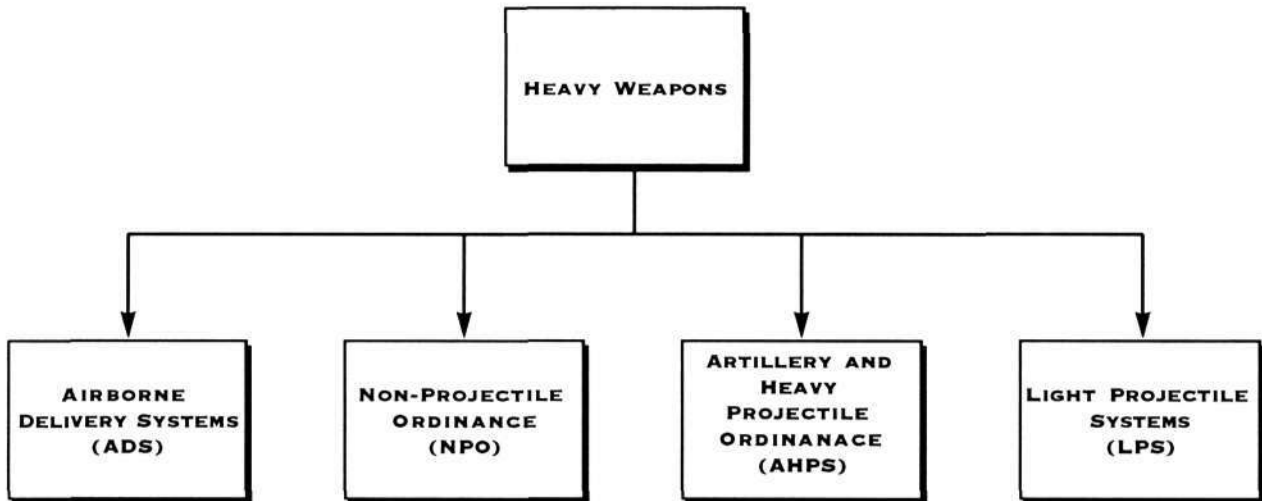 HEAVY WEAPONS
AIRBORNE
DELIVERY SYSTEMS
(ADS)
NON-PROJECTILE
ORDINANCE
(NPO)
ARTILLERY AND
HEAVY
PROJECTILE
ORDINANACE
(AHPS)
LIGHT PROJECTILE
SYSTEMS
(LPS)